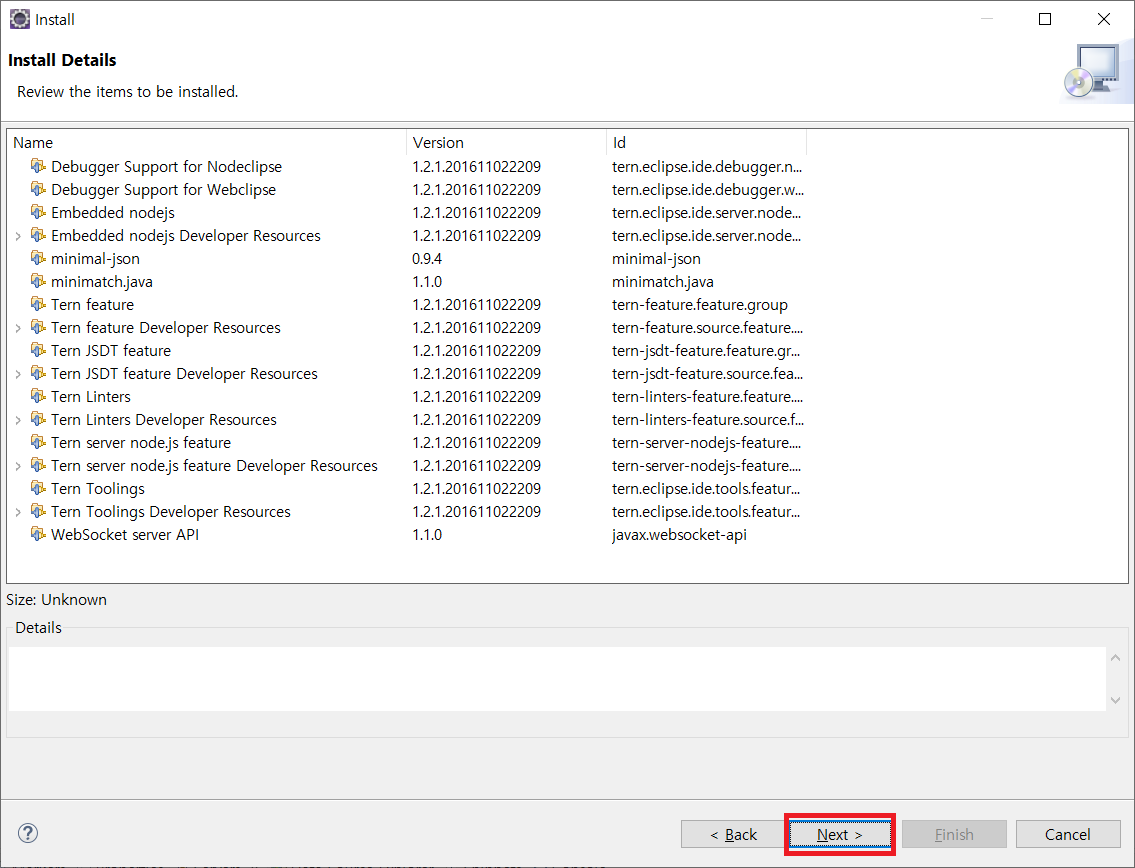 Install
Install Details
Review the items to be installed.
Name Version Id
Debugger Support for Nodeclipse 1.2.1.201611022209 tern.eclipse.ide.debugger.n...
Debugger Support for Webclipse 1.2.1.201611022209 tern.eclipse.ide.debugger.w...
Embedded nodejs 1.2.1.201611022209 tern.eclipse.ide.server.node...
Embedded nodejs Developer Resources 1.2.1.201611022209 tern.eclipse.ide.server.node...
minimal-json 0.9.4 minimal-json
minimatch.java 1.1.0 minimatch.java
Tern feature 1.2.1.201611022209 tern-feature.feature.group
Tern feature Developer Resources 1.2.1.201611022209 tern-feature.source.feature....
Tern JSDT feature 1.2.1.201611022209 tern-jsdt-feature.feature.gr...
Tern JSDT feature Developer Resources 1.2.1.201611022209 tern-jsdt-feature.source.fea...
Tern Linters 1.2.1.201611022209 tern-linters-feature.feature....
Tern Linters Developer Resources 1.2.1.201611022209 tern-linters-feature.source.f...
Tern server node.js feature 1.2.1.201611022209 tern-server-nodejs-feature....
Tern server node.js feature Developer Resources 1.2.1.201611022209 tern-server-nodejs-feature....
Tern Toolings 1.2.1.201611022209 tern.eclipse.ide.tools.featur...
Tern Toolings Developer Resources 1.2.1.201611022209 tern.eclipse.ide.tools.featur...
WebSocket server API 1.1.0 javax.websocket-api
Size: Unknown
Details
? < Back Next > Finish Cancel